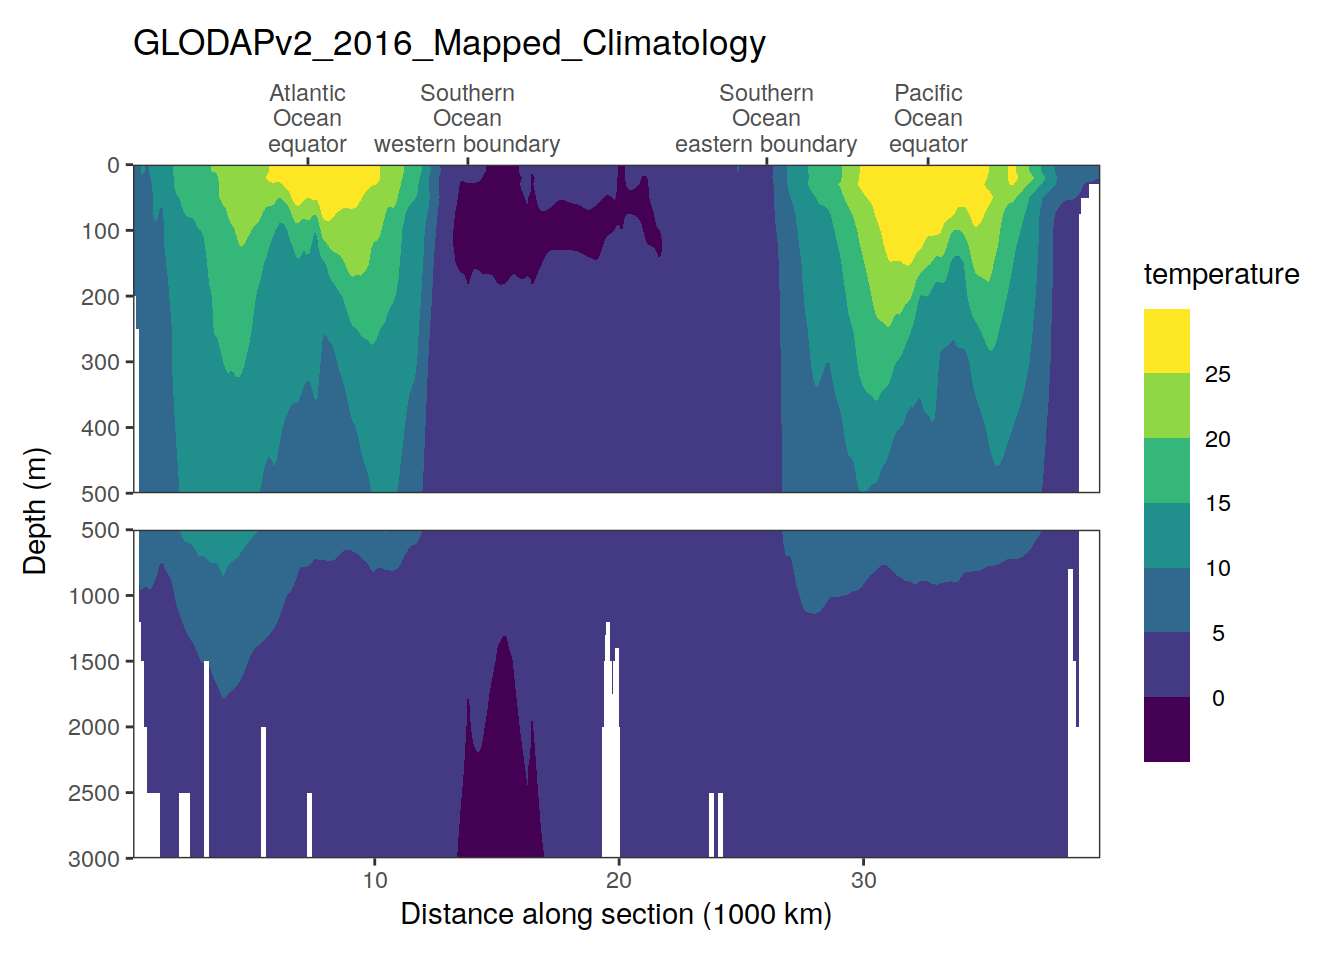 GLODAPv2_2016_Mapped_Climatology
Atlantic
Ocean
equator
Southern
Ocean
western boundary
Southern
Ocean
eastern boundary
Pacific
Ocean
equator
0
100
200
300
400
500
500
1000
1500
2000
2500
3000
Depth (m)
10
20
30
Distance along section (1000 km)
temperature
25
20
15
10
5
0